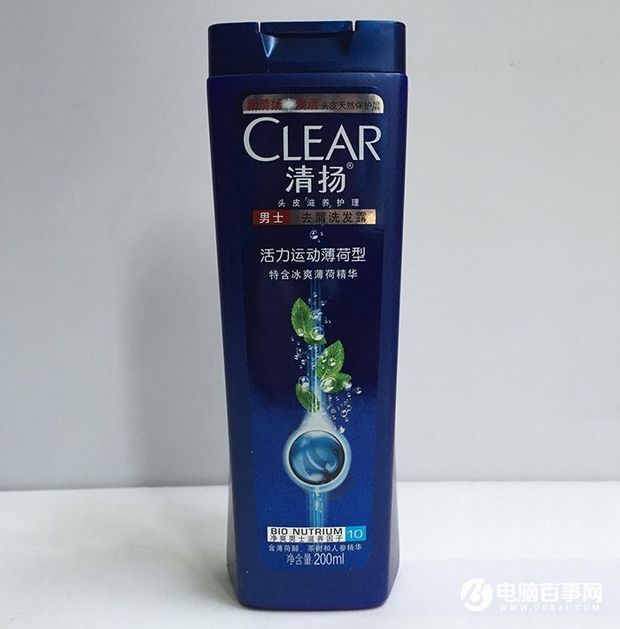 头皮天然保护层
CLEAR
清扬®
头皮“滋养”护理
男士 去屑洗发露
活力运动薄荷型
特含冰爽薄荷精华
BIO NUTRIUM 10
净爽男士滋养因子
含薄荷醇、茶树和人参精华
净含量:200ml
电脑百事网
WWW.PC841.COM